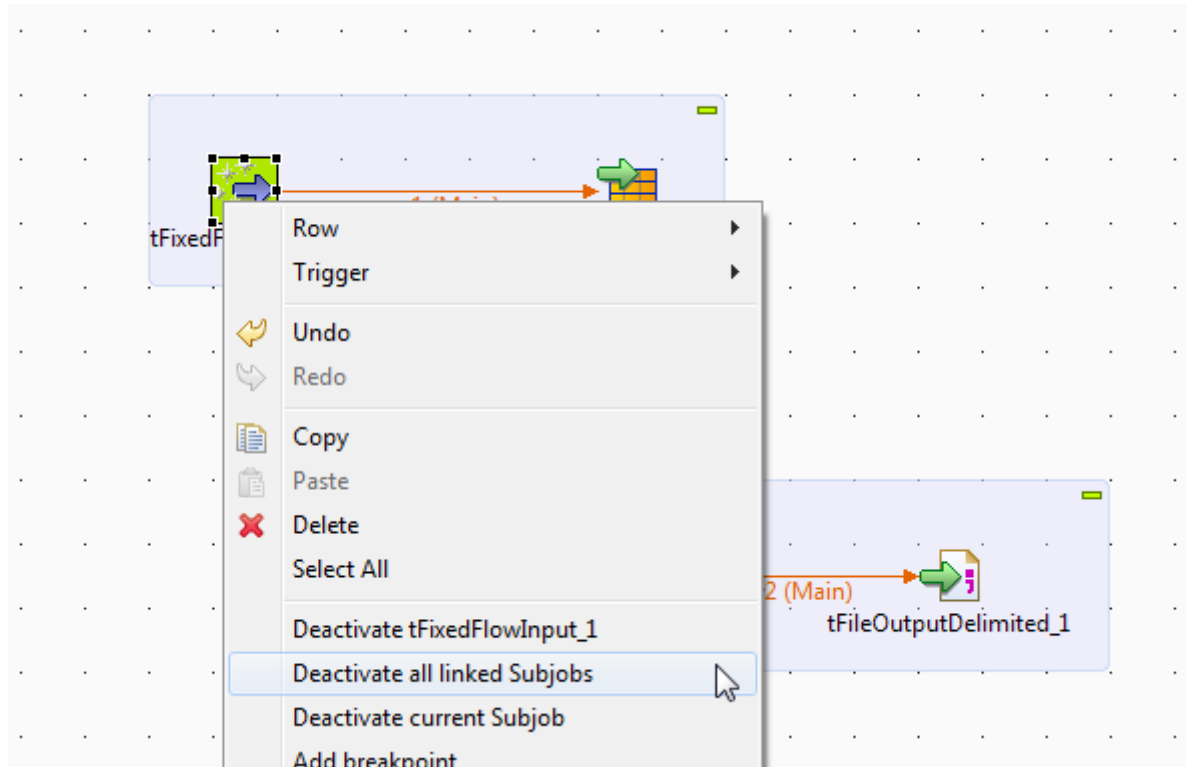 tFixedF
Row
Trigger
Undo
Redo
Copy
Paste
Delete
Select All
Deactivate tFixedFlowInput_1
Deactivate all linked Subjobs
Deactivate current Subjob
Add breakpoint
2 (Main)
tFileOutputDelimited_1